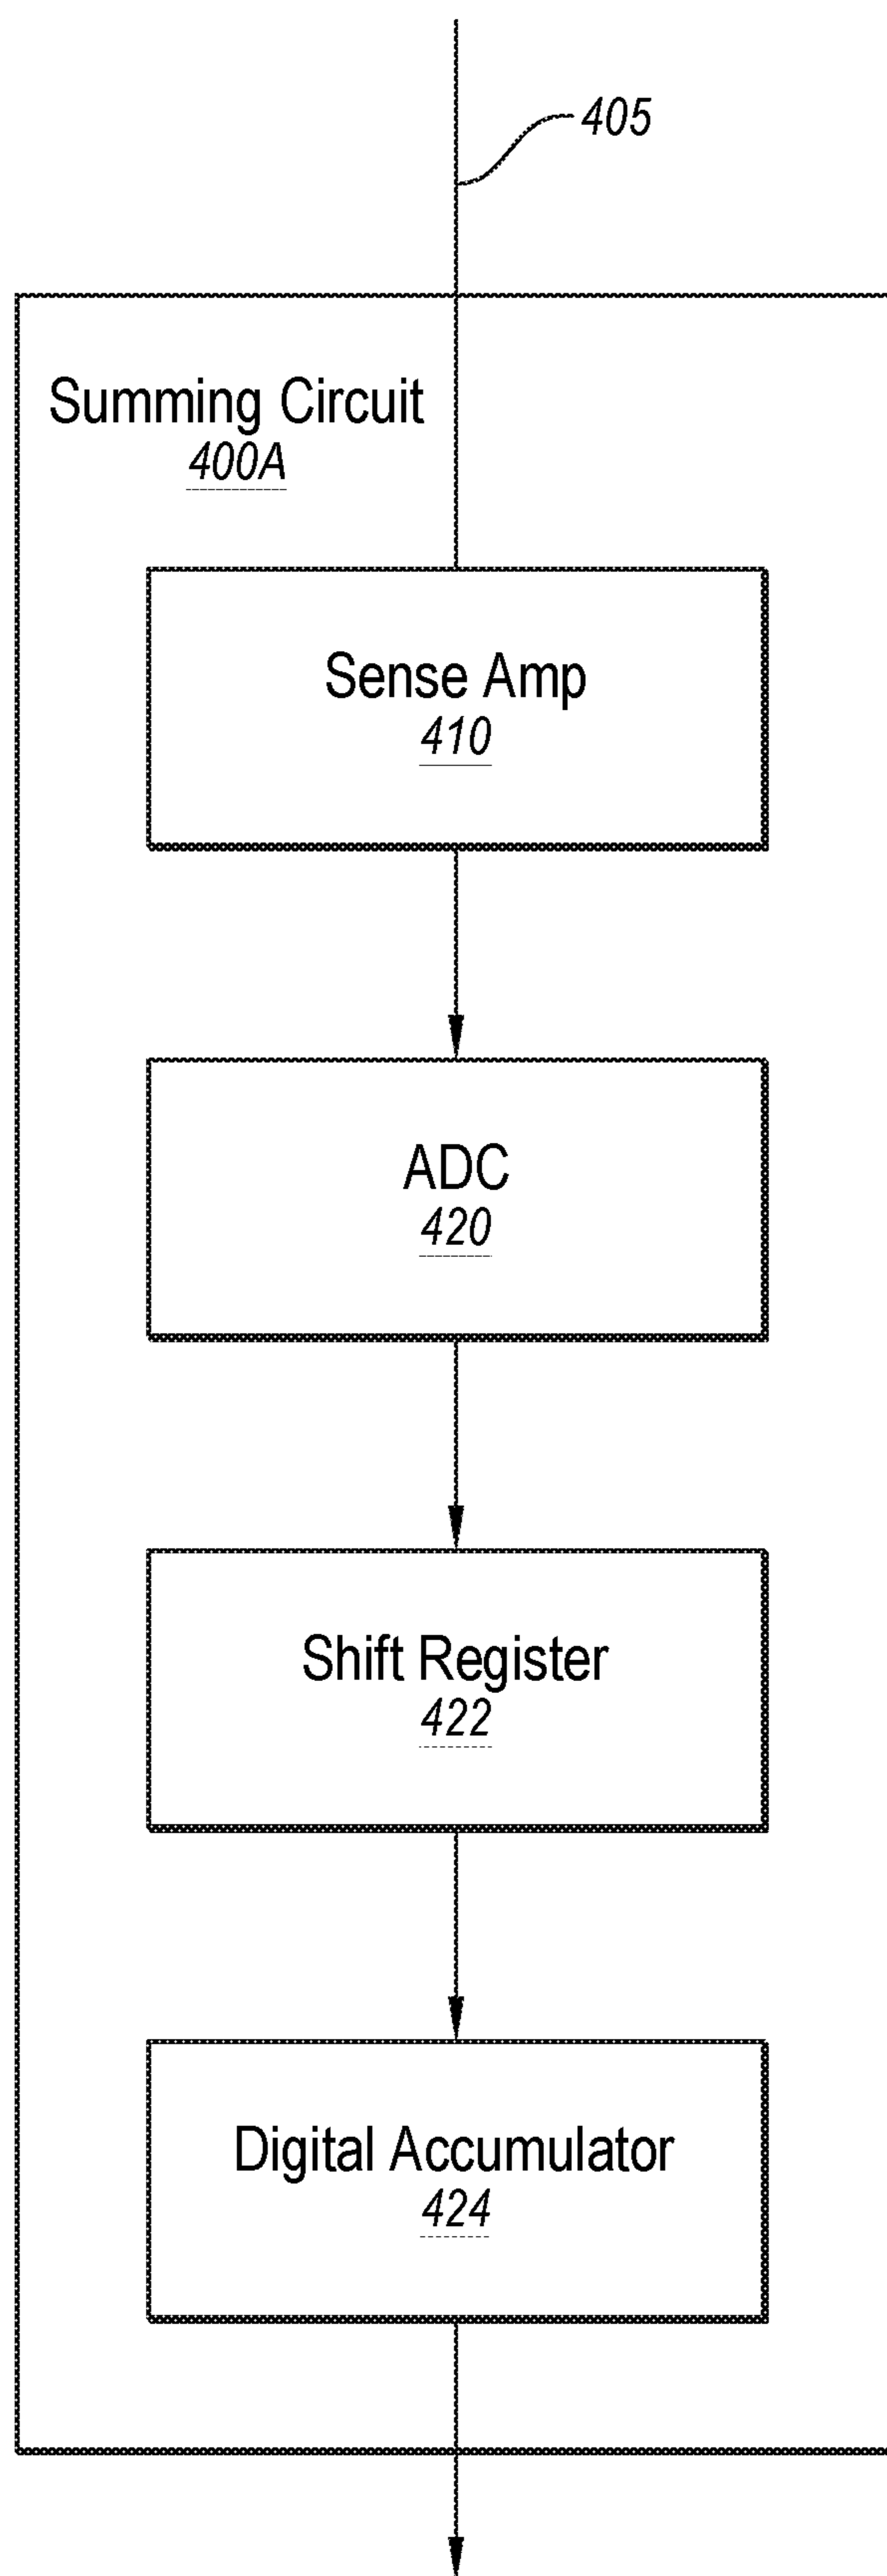 405
Summing Circuit
400A
Sense Amp
410
ADC
420
Shift Register
422
Digital Accumulator
424